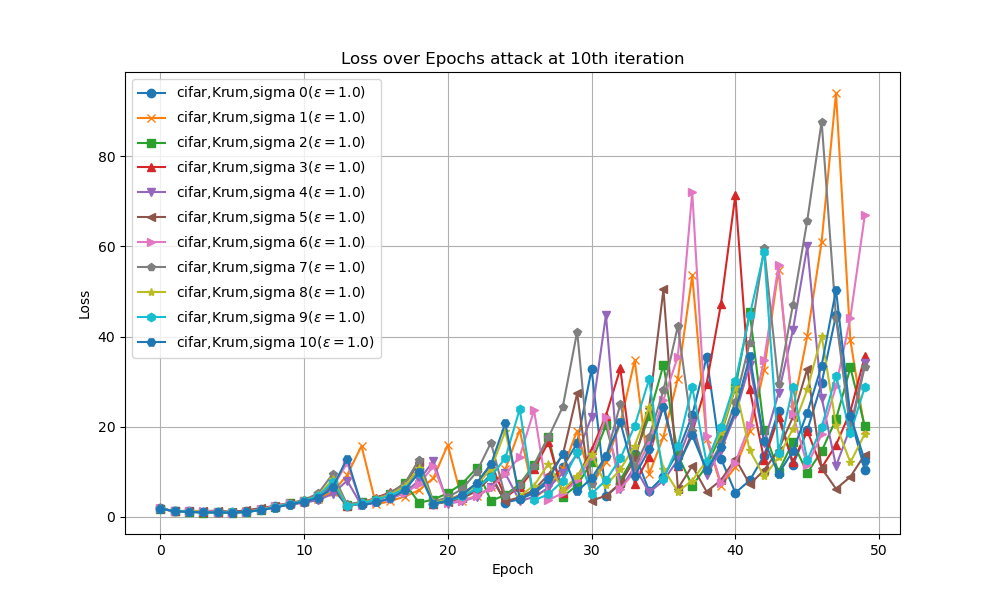 Loss over Epochs attack at 10th iteration
cifar,Krum,sigma 0(ε = 1.0)
cifar,Krum,sigma 1(ε = 1.0)
cifar,Krum,sigma 2(ε = 1.0)
cifar,Krum,sigma 3(ε = 1.0)
cifar,Krum,sigma 4(ε = 1.0)
cifar,Krum,sigma 5(ε = 1.0)
cifar,Krum,sigma 6(ε = 1.0)
cifar,Krum,sigma 7(ε = 1.0)
cifar,Krum,sigma 8(ε = 1.0)
cifar,Krum,sigma 9(ε = 1.0)
cifar,Krum,sigma 10(ε = 1.0)
Loss
80
60
40
20
0
0 10 20 30 40 50
Epoch